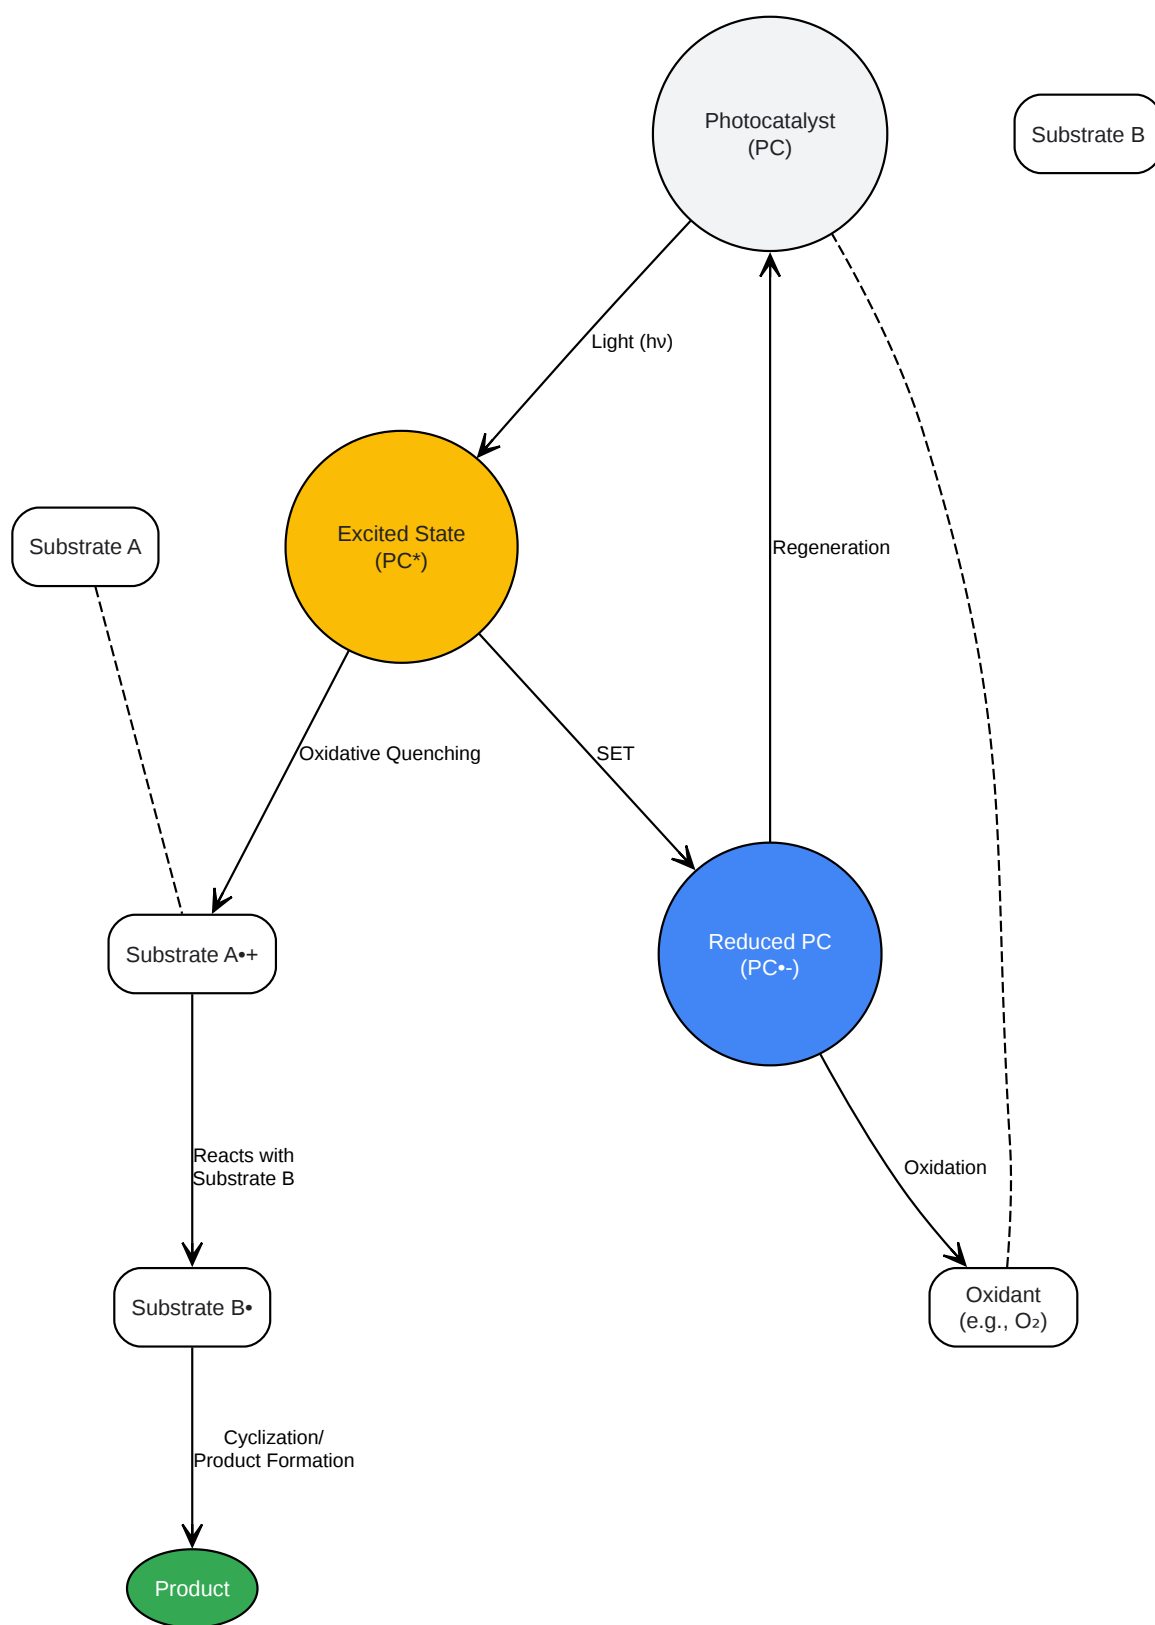 Photocatalyst
(PC)
Substrate B
Light (hν)
Excited State
(PC*)
Substrate A
Regeneration
Oxidative Quenching
SET
Substrate A•+
Reduced PC
(PC•-)
Reacts with
Substrate B
Oxidation
Substrate B•
Oxidant
(e.g., O₂)
Cyclization/
Product Formation
Product